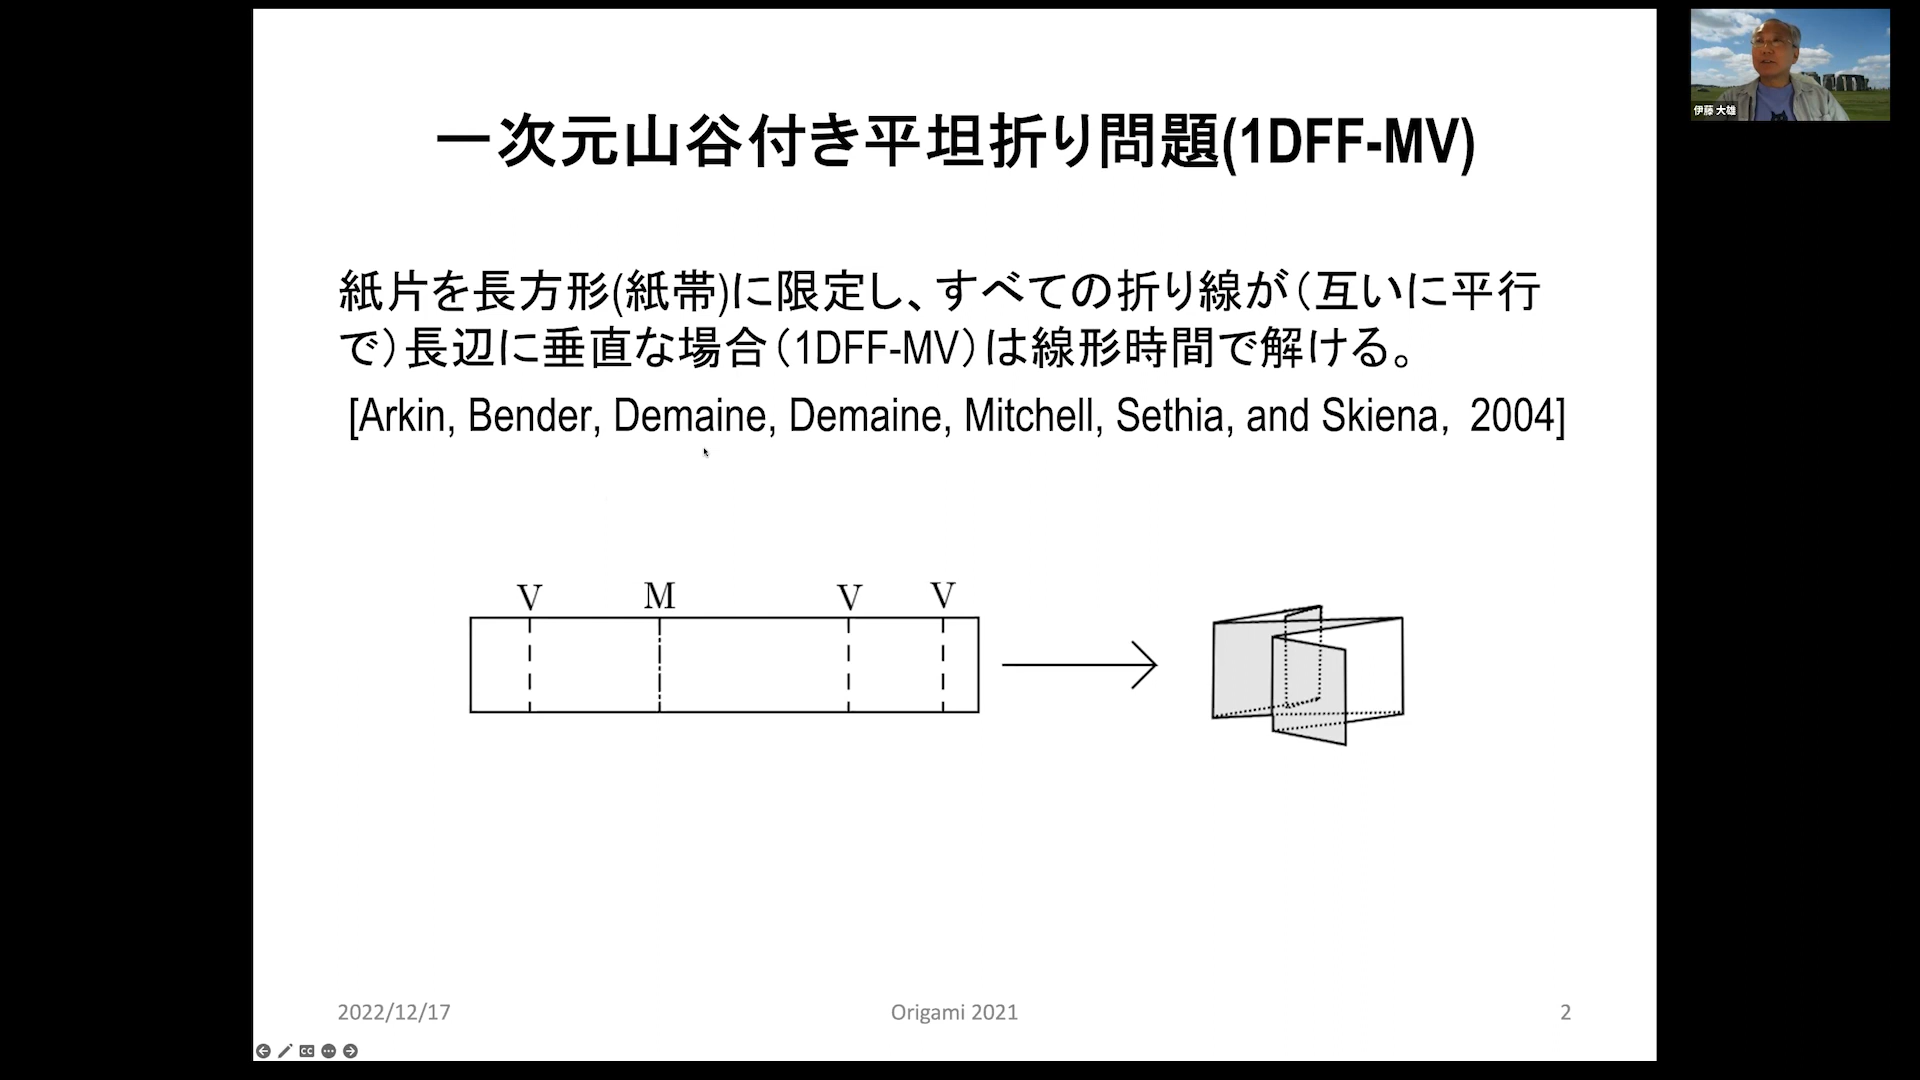 伊藤 大雄
一次元山谷付き平坦折り問題(1DFF-MV)
紙片を長方形(紙帯)に限定し、すべての折り線が（互いに平行
で）長辺に垂直な場合（1DFF-MV）は線形時間で解ける。
[Arkin, Bender, Demaine, Demaine, Mitchell, Sethia, and Skiena, 2004]
V M V V
2022/12/17 Origami 2021 2
CC